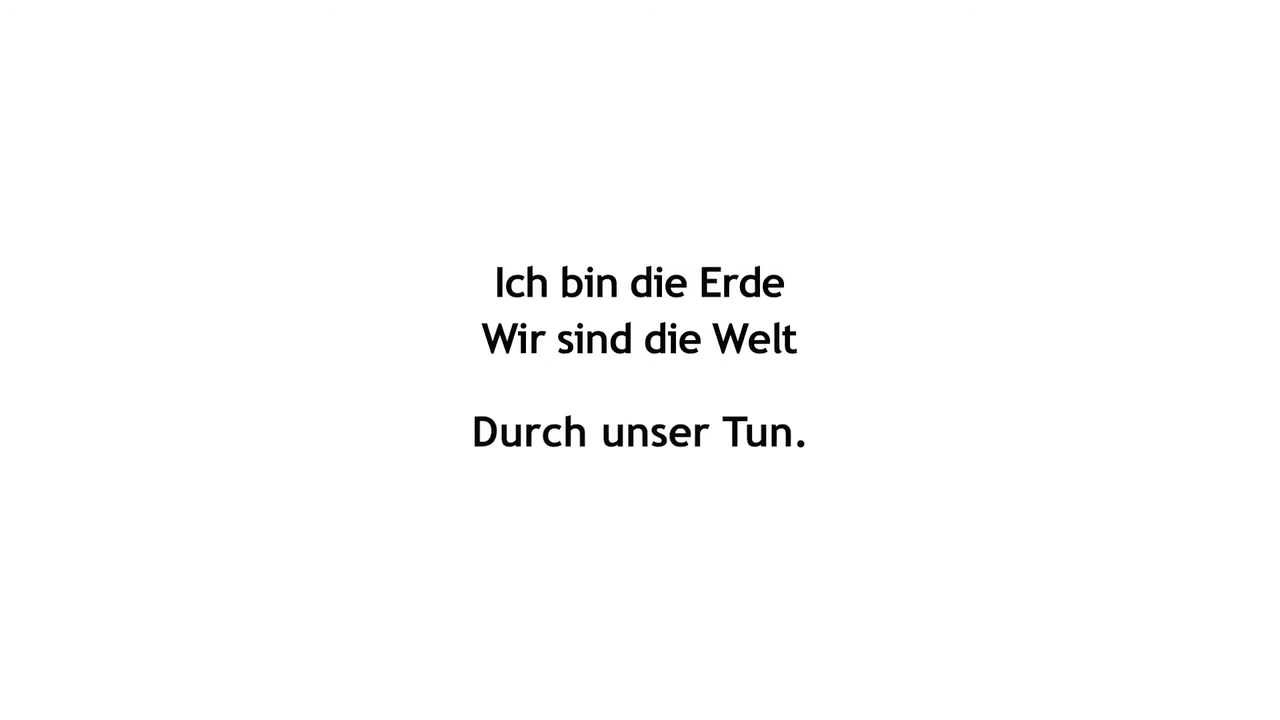 Ich bin die Erde
Wir sind die Welt
Durch unser Tun.